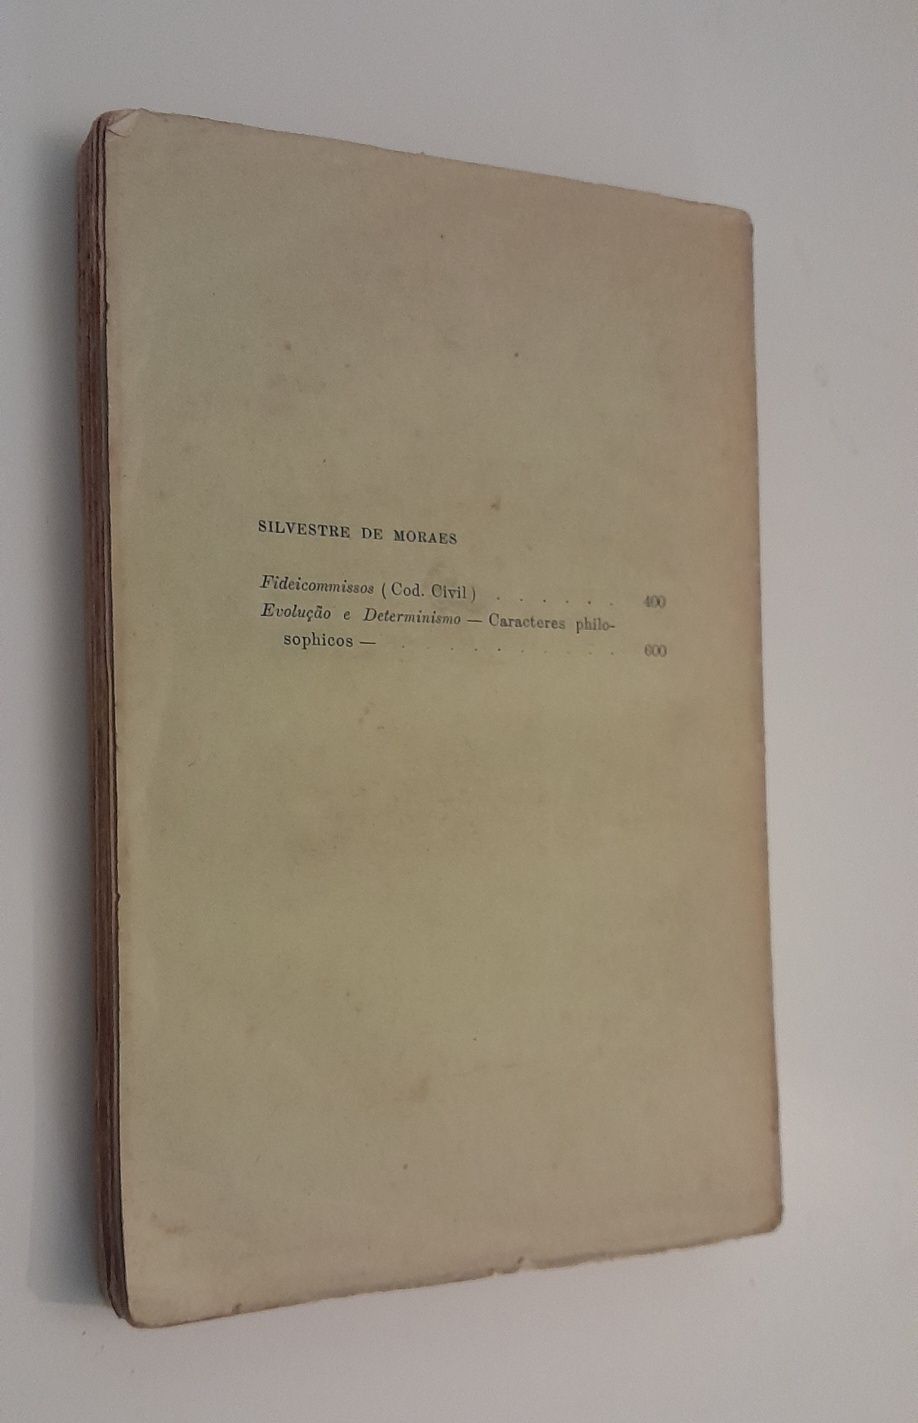 SILVESTRE DE MORAES
Fideicommissos (Cod. Civil) . . . . . . 400
Evolução e Determinismo — Caracteres philo-
sophicos — . . . . . . . . . . 600